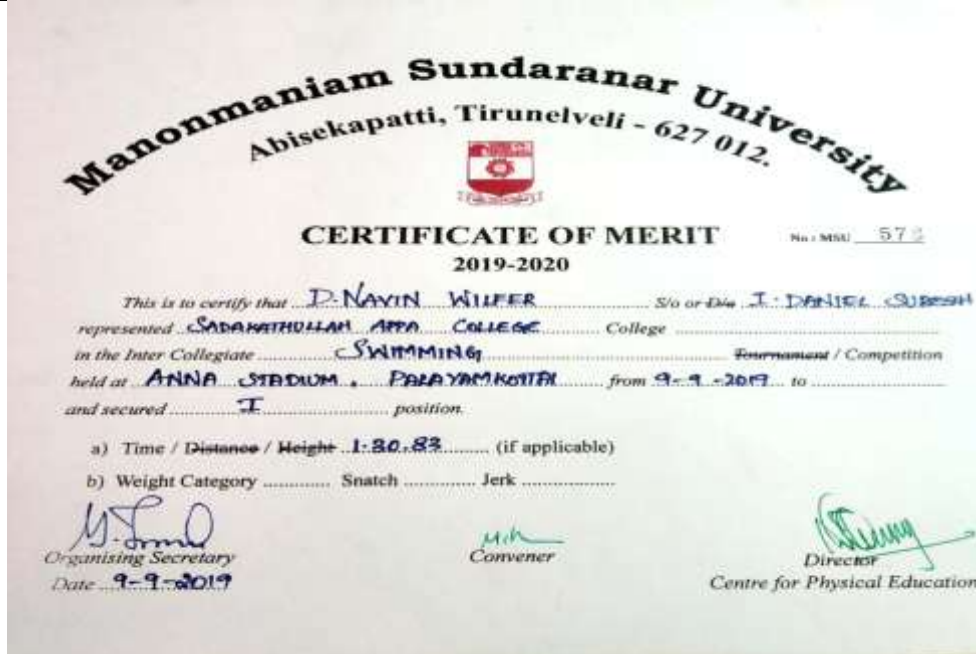 Manonmaniam Sundaranar University
Abisekapatti, Tirunelveli - 627 012.
CERTIFICATE OF MERIT
No.: MSU 573
2019-2020
This is to certify that D. NAVIN WILFER S/o or D/o I. DANIEL SURESH
represented SADAKATHULLAH APPA COLLEGE College
in the Inter Collegiate SWIMMING Tournament / Competition
held at ANNA STADIUM, PALAYAMKOTTAI from 9-9-2019 to
and secured I position.
a) Time / Distance / Height 1.30.83 (if applicable)
b) Weight Category Snatch Jerk
Organising Secretary
Convener
Director
Date 9-9-2019
Centre for Physical Education